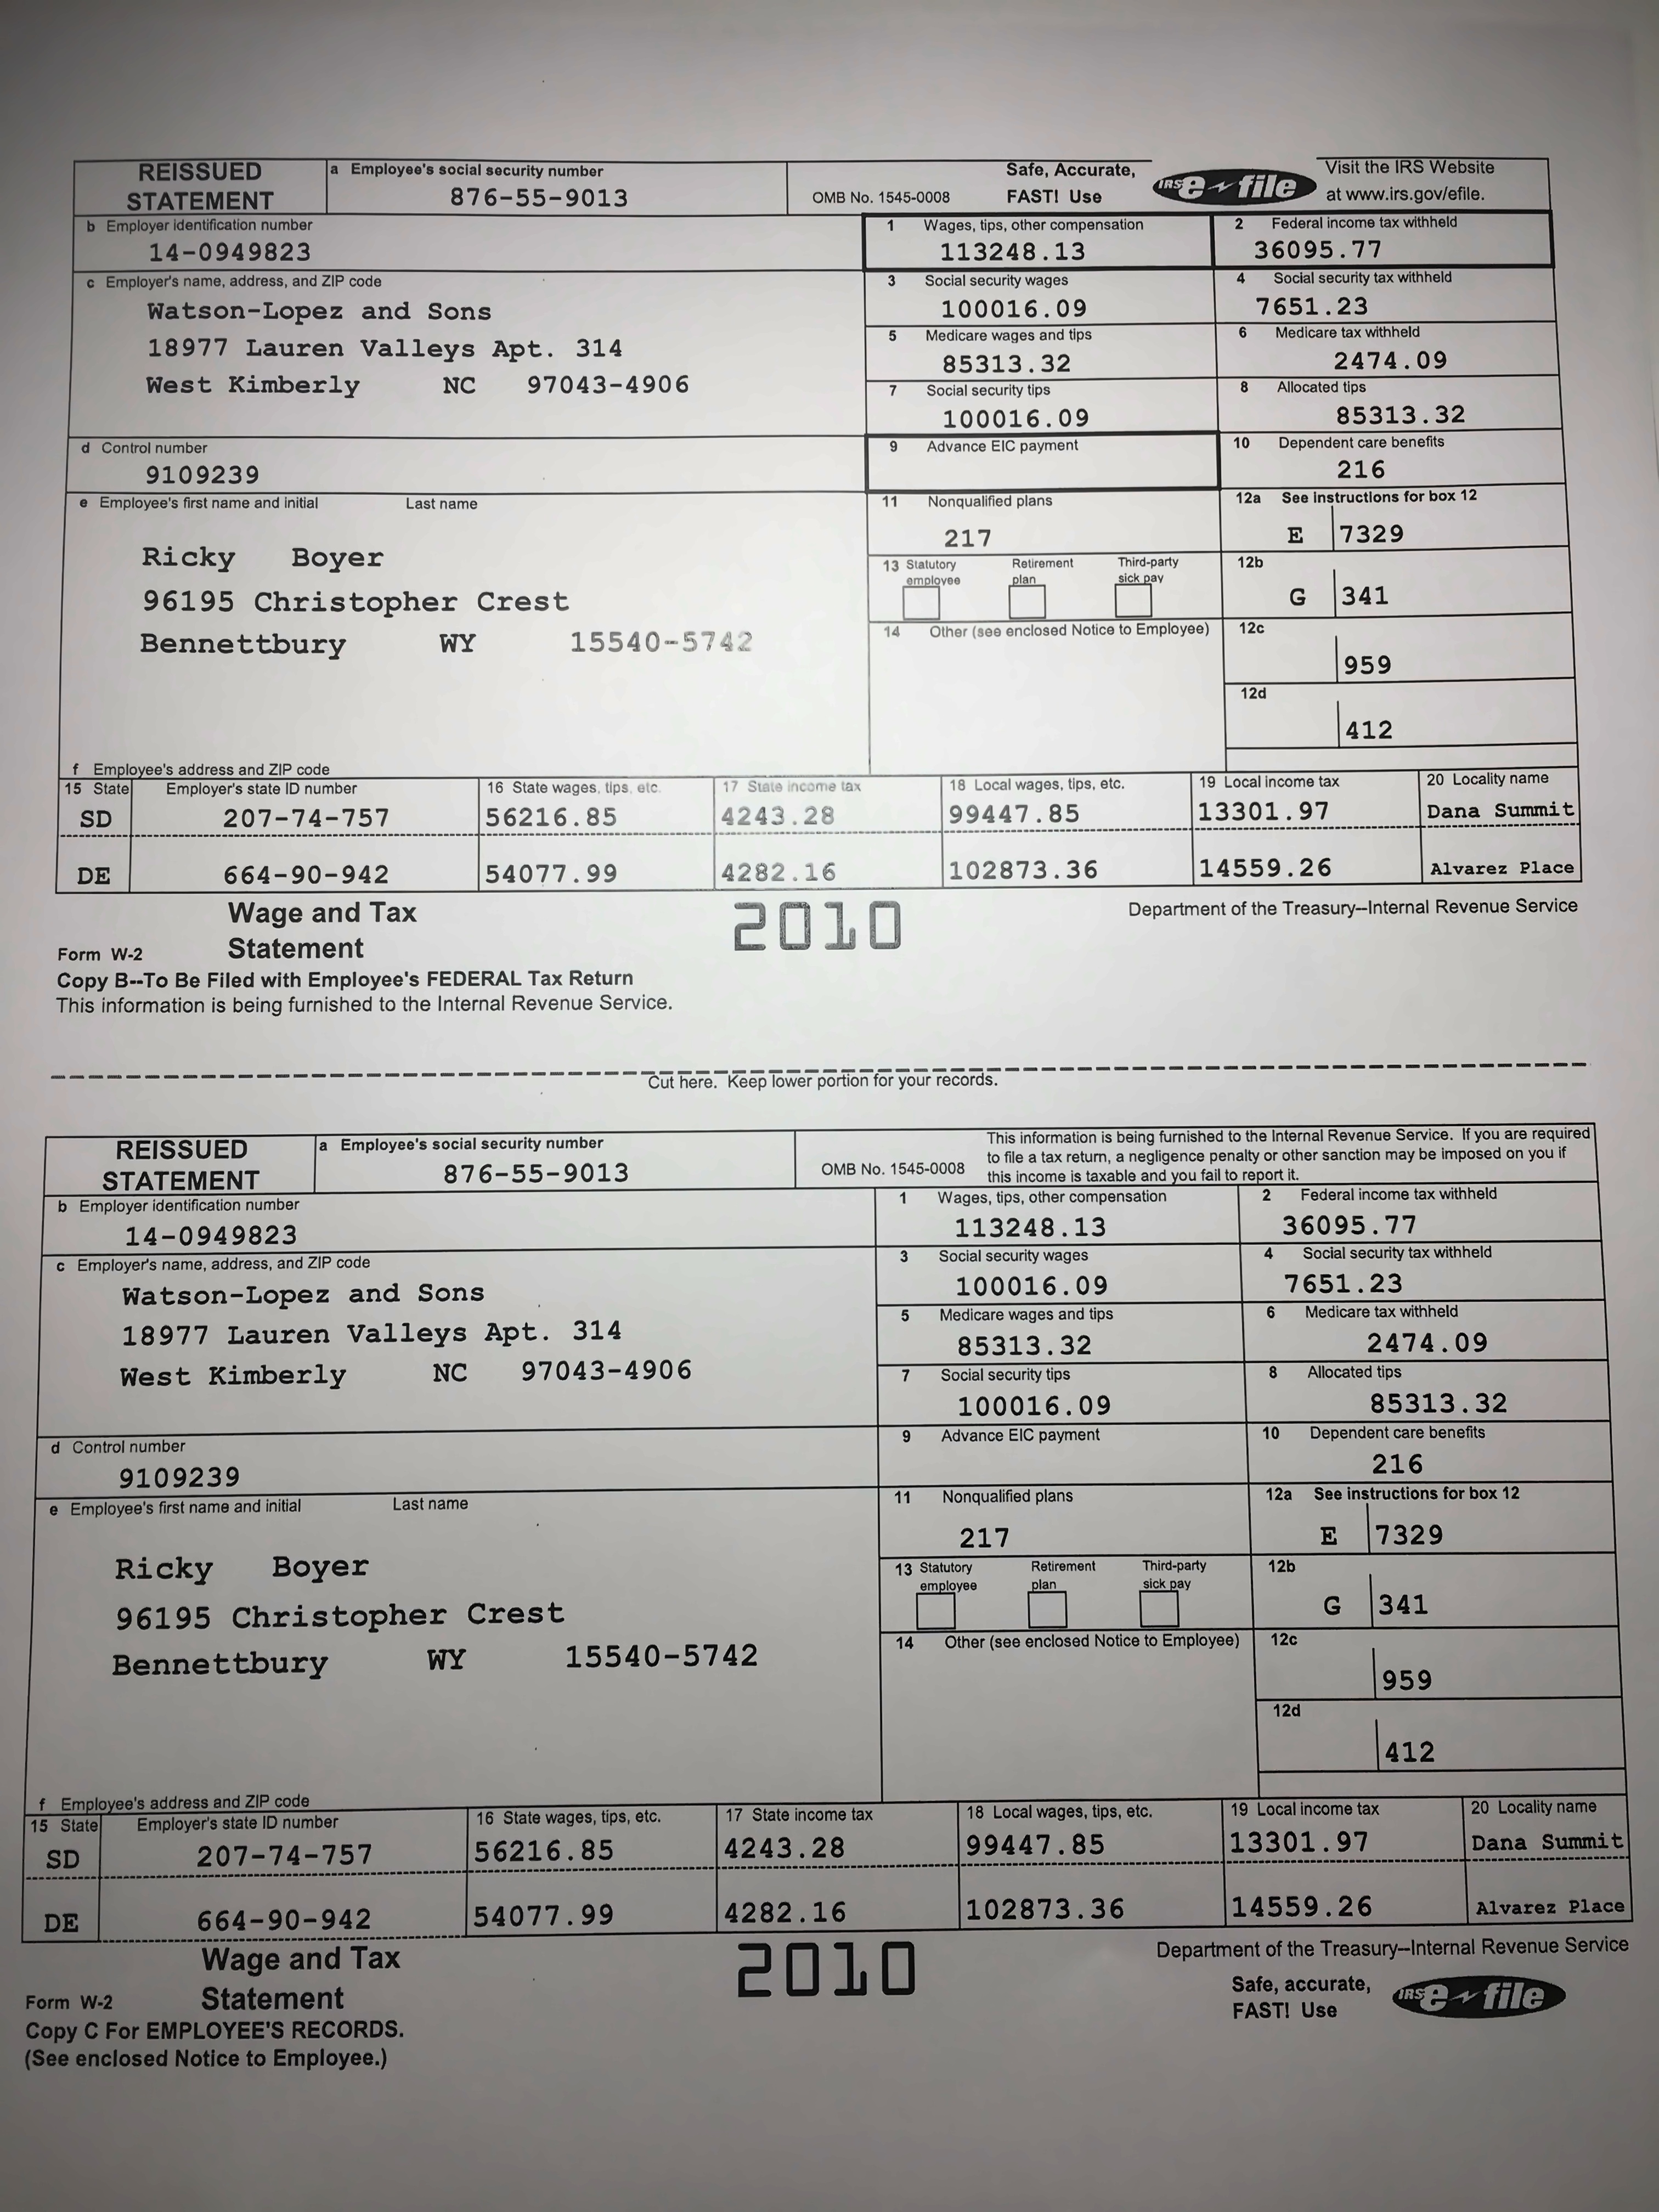 REISSUED STATEMENT
a Employee's social security number
876-55-9013
OMB No. 1545-0008
Safe, Accurate, FAST! Use
IRS e-file
Visit the IRS Website at www.irs.gov/efile.
b Employer identification number
14-0949823
1 Wages, tips, other compensation
113248.13
2 Federal income tax withheld
36095.77
c Employer's name, address, and ZIP code
Watson-Lopez and Sons
18977 Lauren Valleys Apt. 314
West Kimberly NC 97043-4906
3 Social security wages
100016.09
4 Social security tax withheld
7651.23
5 Medicare wages and tips
85313.32
6 Medicare tax withheld
2474.09
7 Social security tips
100016.09
8 Allocated tips
85313.32
d Control number
9109239
9 Advance EIC payment
10 Dependent care benefits
216
e Employee's first name and initial Last name
Ricky Boyer
96195 Christopher Crest
Bennettbury WY 15540-5742
11 Nonqualified plans
217
12a See instructions for box 12
E 7329
13 Statutory employee Retirement plan Third-party sick pay
12b
G 341
14 Other (see enclosed Notice to Employee)
12c
959
12d
412
f Employee's address and ZIP code
15 State Employer's state ID number 16 State wages, tips, etc. 17 State income tax 18 Local wages, tips, etc. 19 Local income tax 20 Locality name
SD 207-74-757 56216.85 4243.28 99447.85 13301.97 Dana Summit
DE 664-90-942 54077.99 4282.16 102873.36 14559.26 Alvarez Place
Form W-2 Wage and Tax Statement
2010
Department of the Treasury--Internal Revenue Service
Copy B--To Be Filed with Employee's FEDERAL Tax Return
This information is being furnished to the Internal Revenue Service.
Cut here. Keep lower portion for your records.
REISSUED STATEMENT
a Employee's social security number
876-55-9013
OMB No. 1545-0008
This information is being furnished to the Internal Revenue Service. If you are required
to file a tax return, a negligence penalty or other sanction may be imposed on you if
this income is taxable and you fail to report it.
b Employer identification number
14-0949823
1 Wages, tips, other compensation
113248.13
2 Federal income tax withheld
36095.77
c Employer's name, address, and ZIP code
Watson-Lopez and Sons
18977 Lauren Valleys Apt. 314
West Kimberly NC 97043-4906
3 Social security wages
100016.09
4 Social security tax withheld
7651.23
5 Medicare wages and tips
85313.32
6 Medicare tax withheld
2474.09
7 Social security tips
100016.09
8 Allocated tips
85313.32
d Control number
9109239
9 Advance EIC payment
10 Dependent care benefits
216
e Employee's first name and initial Last name
Ricky Boyer
96195 Christopher Crest
Bennettbury WY 15540-5742
11 Nonqualified plans
217
12a See instructions for box 12
E 7329
13 Statutory employee Retirement plan Third-party sick pay
12b
G 341
14 Other (see enclosed Notice to Employee)
12c
959
12d
412
f Employee's address and ZIP code
15 State Employer's state ID number 16 State wages, tips, etc. 17 State income tax 18 Local wages, tips, etc. 19 Local income tax 20 Locality name
SD 207-74-757 56216.85 4243.28 99447.85 13301.97 Dana Summit
DE 664-90-942 54077.99 4282.16 102873.36 14559.26 Alvarez Place
Form W-2 Wage and Tax Statement
2010
Department of the Treasury--Internal Revenue Service
Safe, accurate, FAST! Use
IRS e-file
Copy C For EMPLOYEE'S RECORDS.
(See enclosed Notice to Employee.)